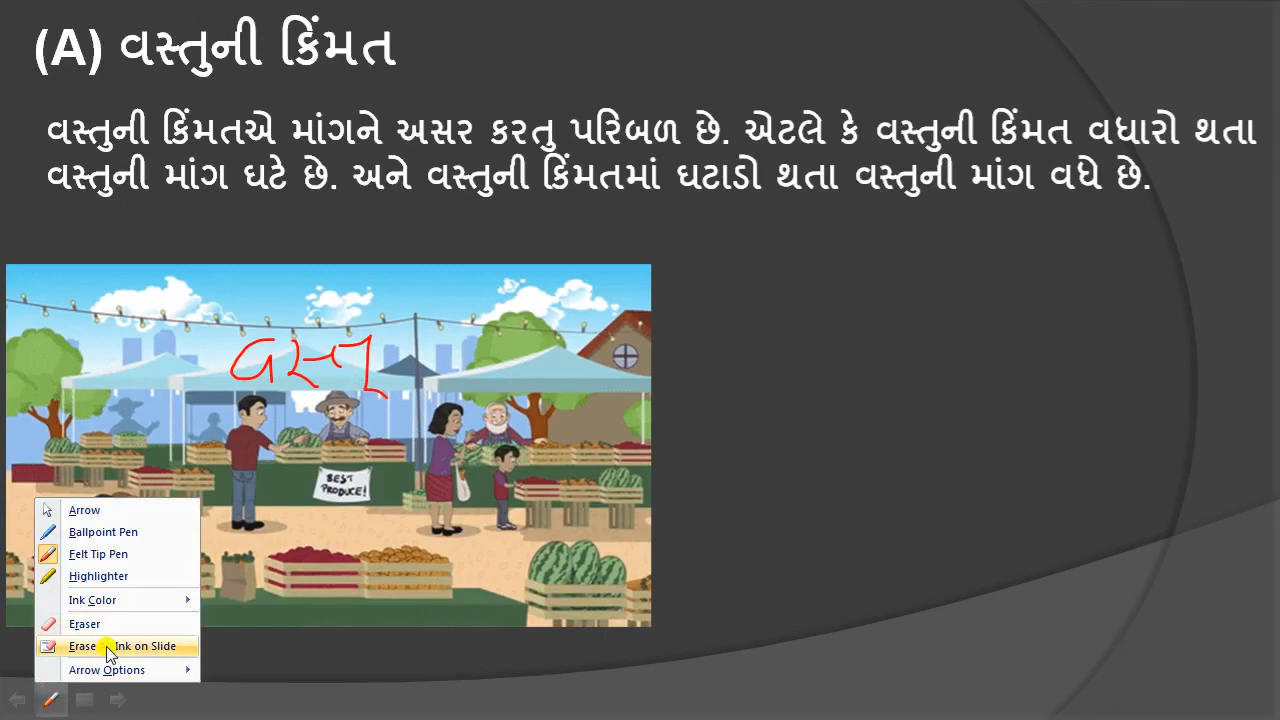 (A) વસ્તુની કિંમત
વસ્તુની કિંમતએ માંગને અસર કરતુ પરિબળ છે. એટલે કે વસ્તુની કિંમત વધારો થતા
વસ્તુની માંગ ઘટે છે. અને વસ્તુની કિંમતમાં ઘટાડો થતા વસ્તુની માંગ વધે છે.
વસ્તુ
BEST
PRODUCE!
Arrow
Ballpoint Pen
Felt Tip Pen
Highlighter
Ink Color
Eraser
Erase Ink on Slide
Arrow Options